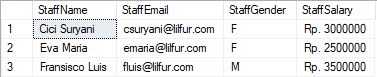 StaffName StaffEmail StaffGender StaffSalary
1 Cici Suryani csuryani@lilfur.com F Rp. 3000000
2 Eva Maria emaria@lilfur.com F Rp. 2500000
3 Fransisco Luis fluis@lilfur.com M Rp. 3500000